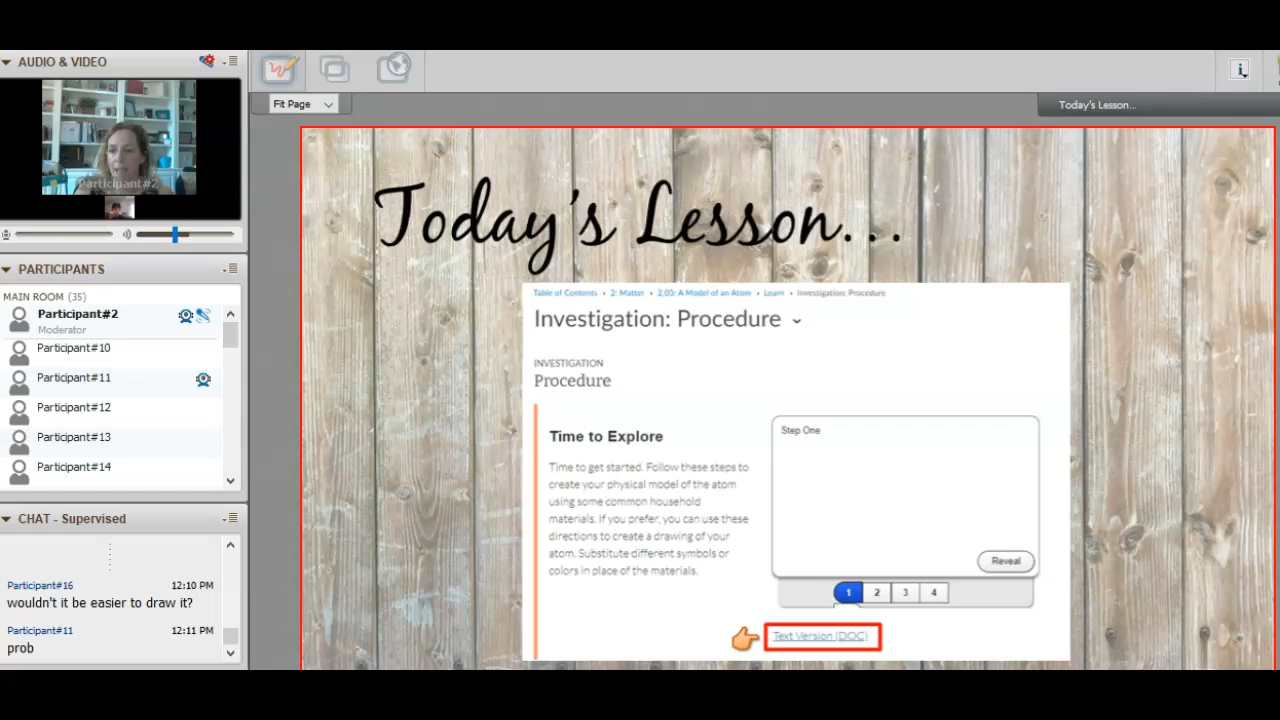 AUDIO & VIDEO
Participant#2
PARTICIPANTS
MAIN ROOM (35)
Participant#2
Moderator
Participant#10
Participant#11
Participant#12
Participant#13
Participant#14
CHAT - Supervised
Participant#16 12:10 PM
wouldn't it be easier to draw it?
Participant#11 12:11 PM
prob
Fit Page
i
Today's Lesson...
Today's Lesson...
Table of Contents › 2: Matter › 2.03: A Model of an Atom › Learn › Investigation: Procedure
Investigation: Procedure
INVESTIGATION
Procedure
Time to Explore
Time to get started. Follow these steps to
create your physical model of the atom
using some common household
materials. If you prefer, you can use these
directions to create a drawing of your
atom. Substitute different symbols or
colors in place of the materials.
Step One
Reveal
1 2 3 4
Text Version (DOC)